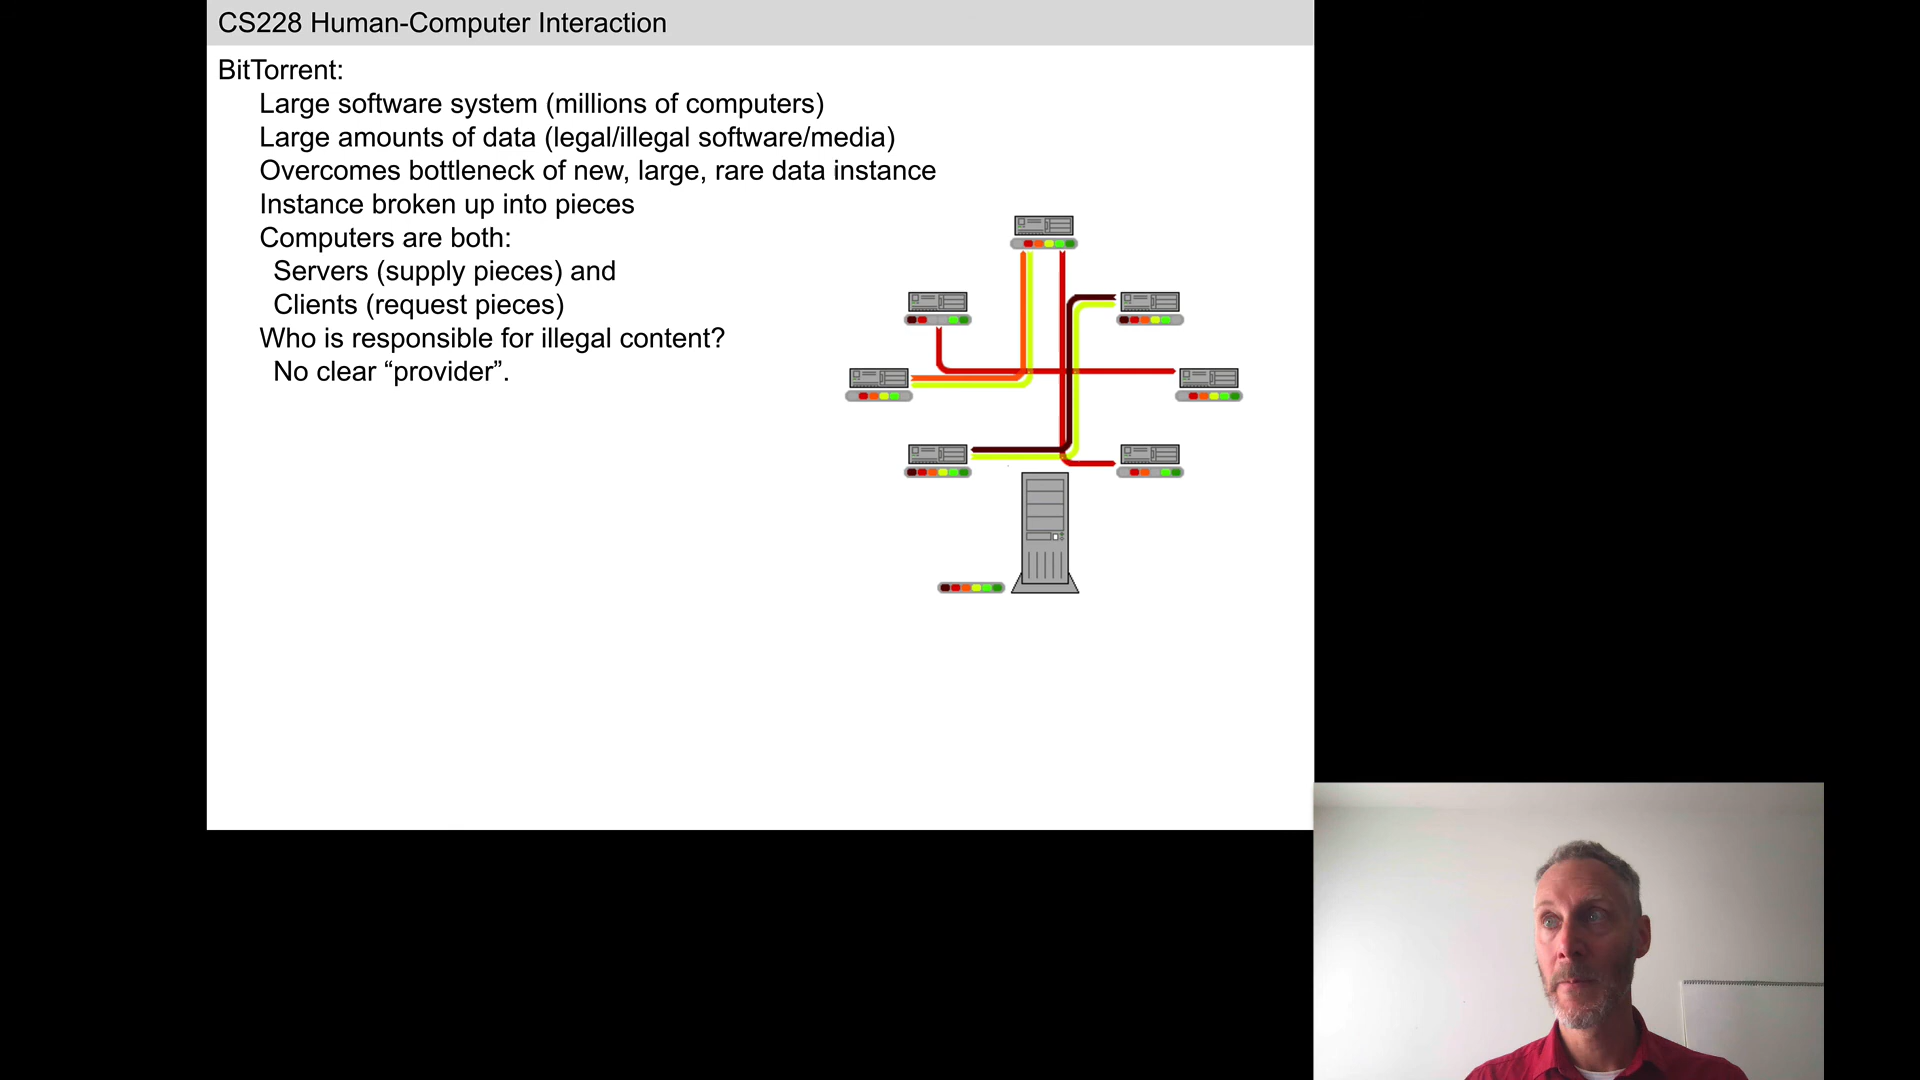 CS228 Human-Computer Interaction
BitTorrent:
Large software system (millions of computers)
Large amounts of data (legal/illegal software/media)
Overcomes bottleneck of new, large, rare data instance
Instance broken up into pieces
Computers are both:
Servers (supply pieces) and
Clients (request pieces)
Who is responsible for illegal content?
No clear “provider”.